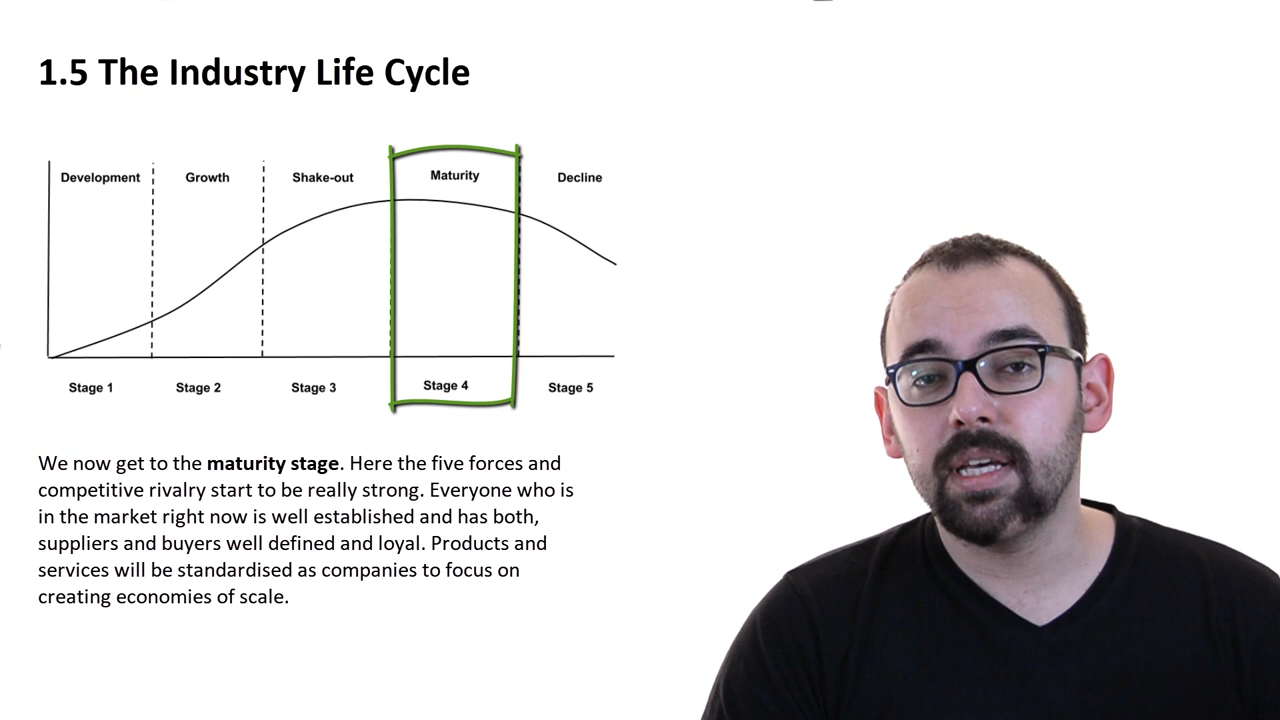 1.5 The Industry Life Cycle
Development Growth Shake-out Maturity Decline
Stage 1 Stage 2 Stage 3 Stage 4 Stage 5
We now get to the maturity stage. Here the five forces and
competitive rivalry start to be really strong. Everyone who is
in the market right now is well established and has both,
suppliers and buyers well defined and loyal. Products and
services will be standardised as companies to focus on
creating economies of scale.